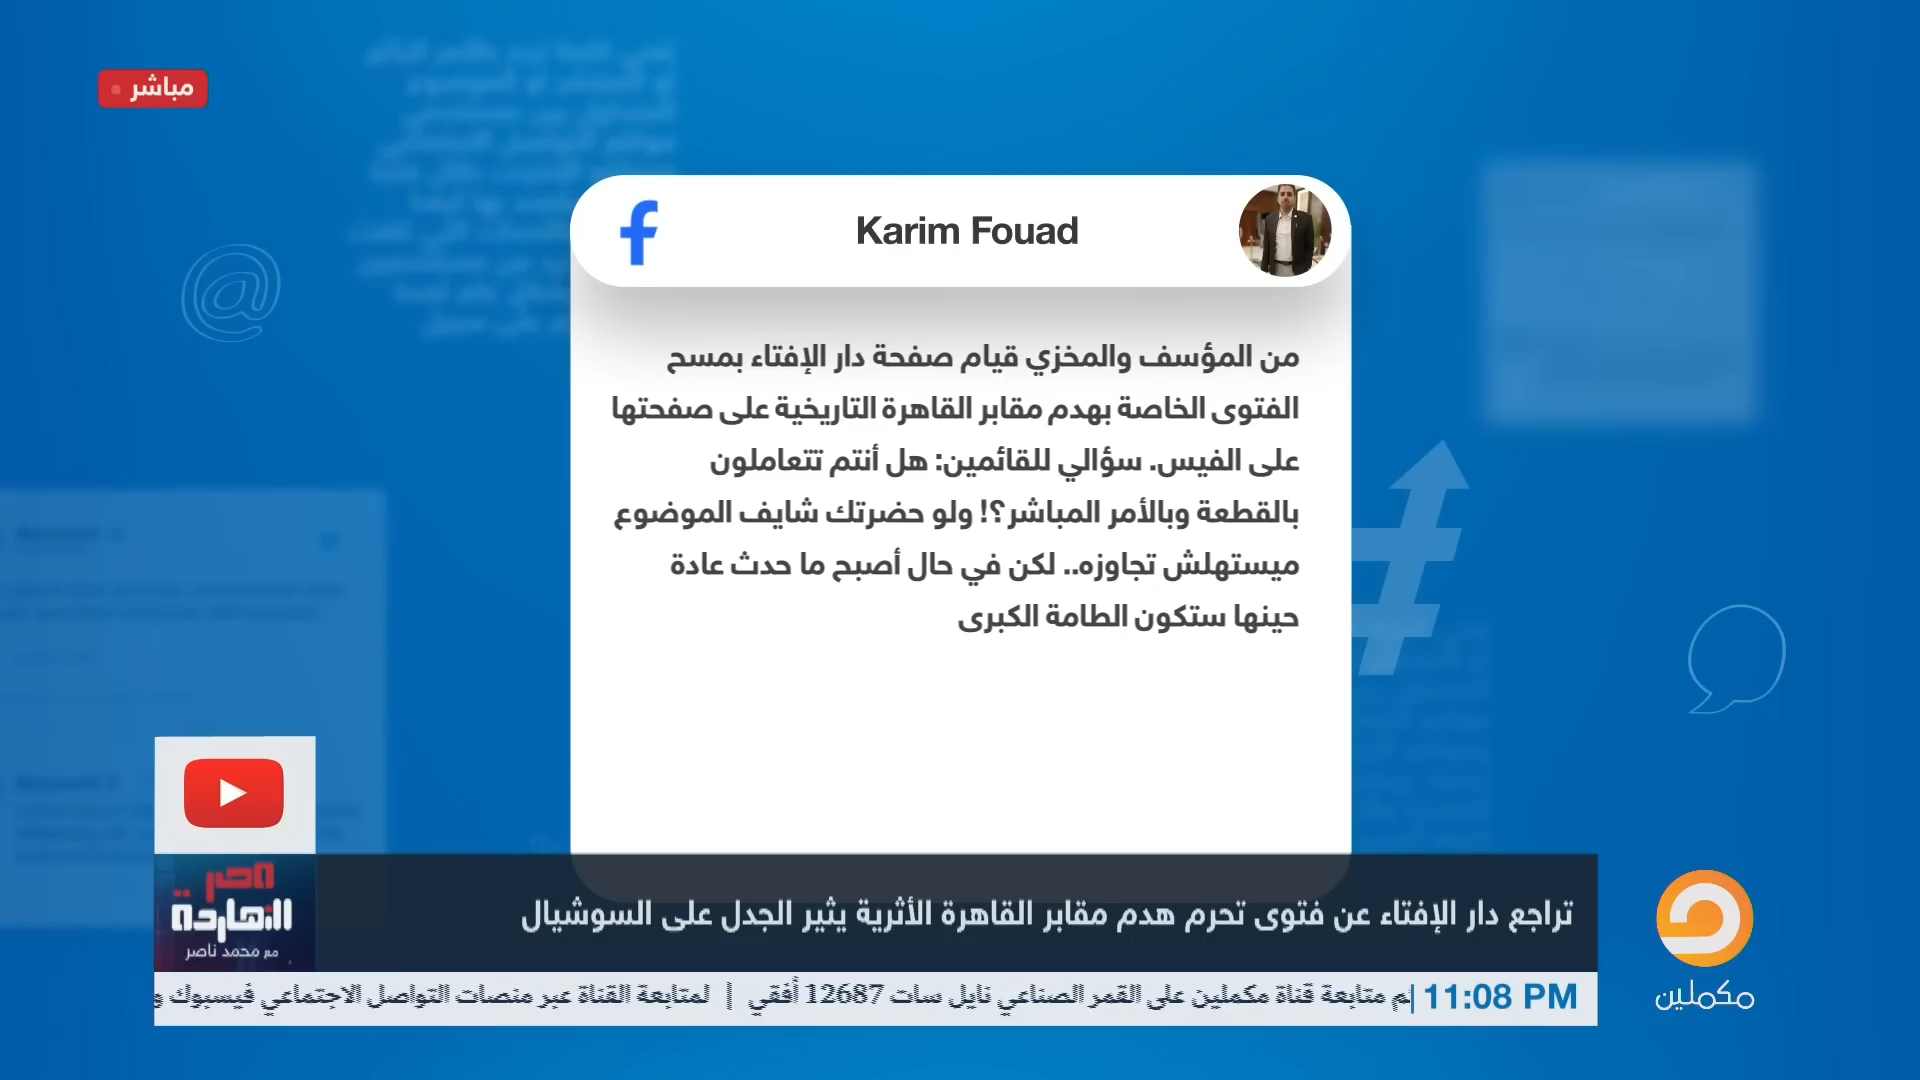 مباشر
Karim Fouad
من المؤسف والمخزي قيام صفحة دار الإفتاء بمسح
الفتوى الخاصة بهدم مقابر القاهرة التاريخية على صفحتها
على الفيس. سؤالي للقائمين: هل أنتم تتعاملون
بالقطعة وبالأمر المباشر؟! ولو حضرتك شايف الموضوع
ميستهلش تجاوزه.. لكن في حال أصبح ما حدث عادة
حينها ستكون الطامة الكبرى
مصر
النهاردة
مع محمد ناصر
تراجع دار الإفتاء عن فتوى تحرم هدم مقابر القاهرة الأثرية يثير الجدل على السوشيال
11:08 PM
متابعة قناة مكملين على القمر الصناعي نايل سات 12687 أفقي | لمتابعة القناة عبر منصات التواصل الاجتماعي فيسبوك و
مكملين